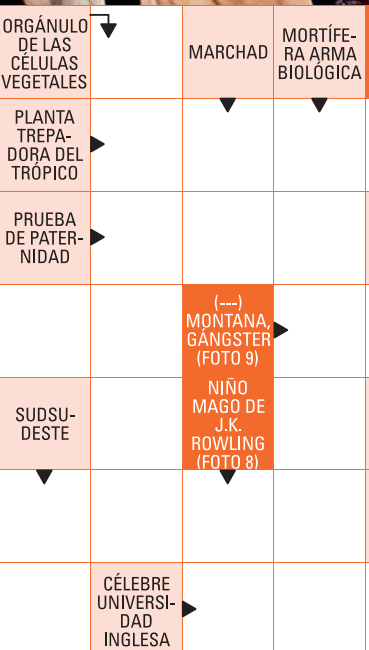 ORGÁNULO
DE LAS
CÉLULAS
VEGETALES
MARCHAD
MORTÍFE-
RA ARMA
BIOLÓGICA
PLANTA
TREPA-
DORA DEL
TRÓPICO
PRUEBA
DE PATER-
NIDAD
(---)
MONTANA,
GÁNGSTER
(FOTO 9)
SUDSU-
DESTE
NIÑO
MAGO DE
J.K.
ROWLING
(FOTO 8)
CÉLEBRE
UNIVERSI-
DAD
INGLESA